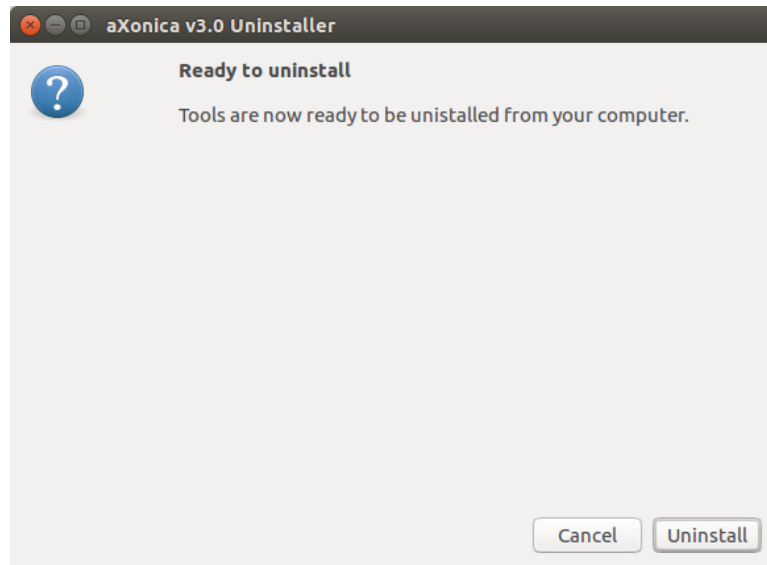 aXonica v3.0 Uninstaller
Ready to uninstall
Tools are now ready to be unistalled from your computer.
Cancel
Uninstall